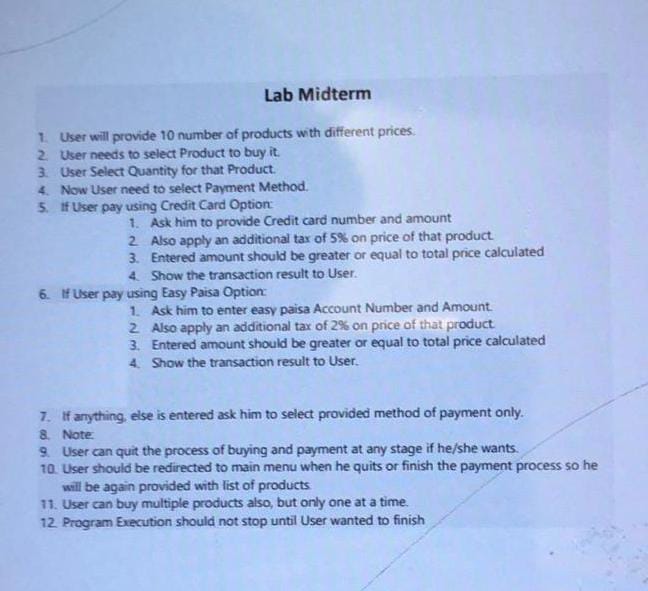 Lab Midterm
1. User will provide 10 number of products with different prices.
2. User needs to select Product to buy it.
3. User Select Quantity for that Product.
4. Now User need to select Payment Method.
5. If User pay using Credit Card Option:
1. Ask him to provide Credit card number and amount
2. Also apply an additional tax of 5% on price of that product.
3. Entered amount should be greater or equal to total price calculated
4. Show the transaction result to User.
6. If User pay using Easy Paisa Option:
1. Ask him to enter easy paisa Account Number and Amount.
2. Also apply an additional tax of 2% on price of that product.
3. Entered amount should be greater or equal to total price calculated
4. Show the transaction result to User.
7. If anything, else is entered ask him to select provided method of payment only.
8. Note:
9. User can quit the process of buying and payment at any stage if he/she wants.
10. User should be redirected to main menu when he quits or finish the payment process so he
will be again provided with list of products.
11. User can buy multiple products also, but only one at a time.
12. Program Execution should not stop until User wanted to finish